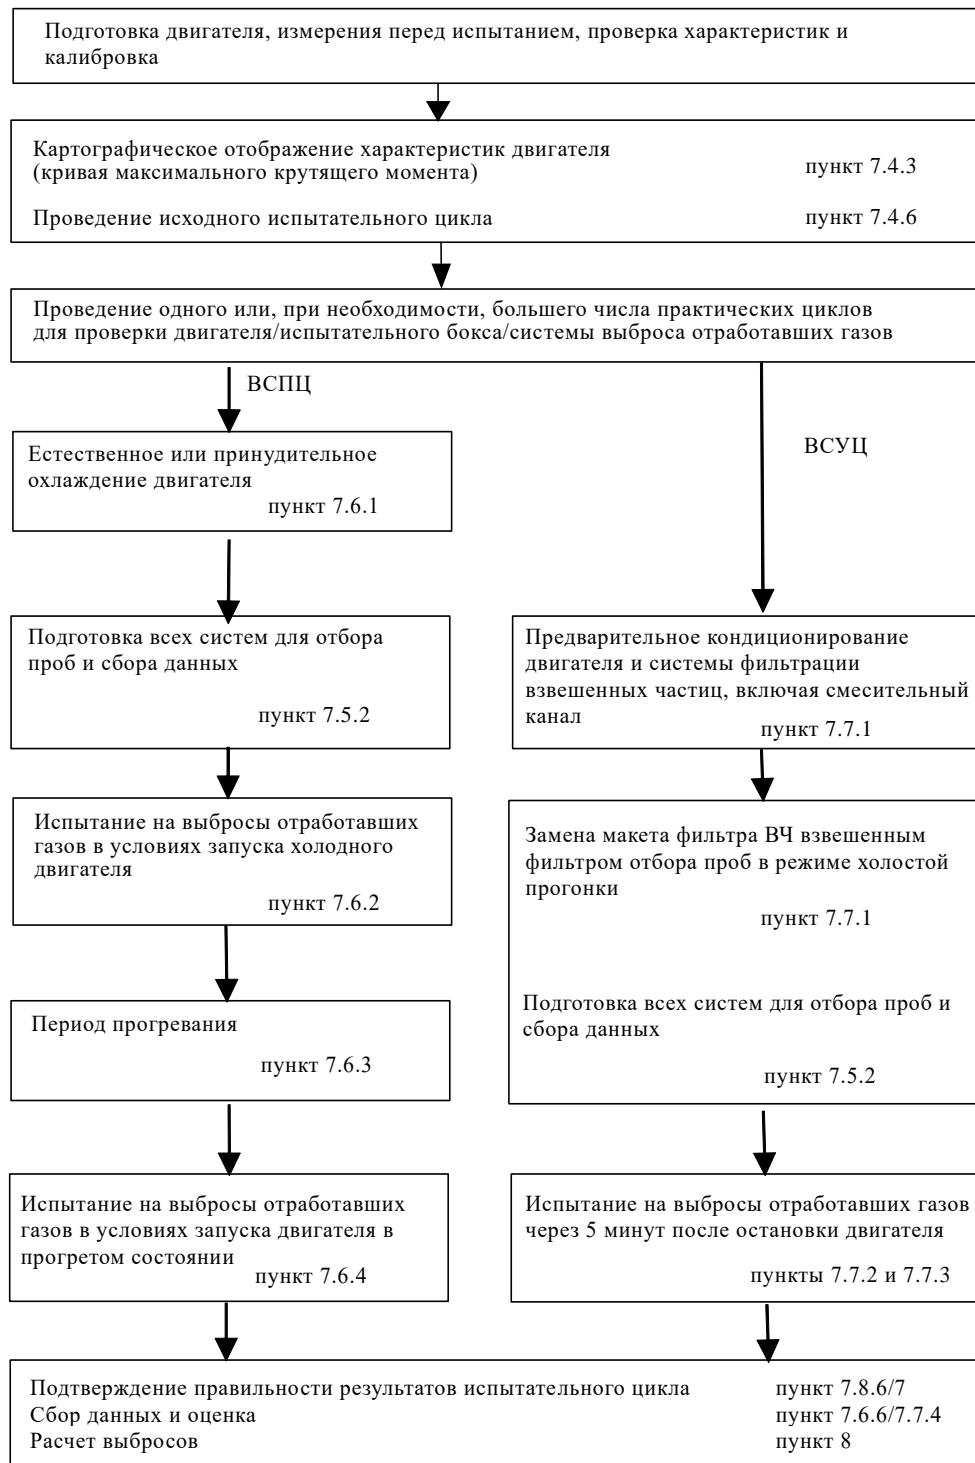 Подготовка двигателя, измерения перед испытанием, проверка характеристик и
калибровка
Картографическое отображение характеристик двигателя
(кривая максимального крутящего момента)
пункт 7.4.3
Проведение исходного испытательного цикла
пункт 7.4.6
Проведение одного или, при необходимости, большего числа практических циклов
для проверки двигателя/испытательного бокса/системы выброса отработавших газов
ВСПЦ
Естественное или принудительное
охлаждение двигателя
пункт 7.6.1
Подготовка всех систем для отбора
проб и сбора данных
пункт 7.5.2
Испытание на выбросы отработавших
газов в условиях запуска холодного
двигателя
пункт 7.6.2
Период прогревания
пункт 7.6.3
Испытание на выбросы отработавших
газов в условиях запуска двигателя в
прогретом состоянии
пункт 7.6.4
ВСУЦ
Предварительное кондиционирование
двигателя и системы фильтрации
взвешенных частиц, включая смесительный
канал
пункт 7.7.1
Замена макета фильтра ВЧ взвешенным
фильтром отбора проб в режиме холостой
прогонки
пункт 7.7.1
Подготовка всех систем для отбора проб и
сбора данных
пункт 7.5.2
Испытание на выбросы отработавших газов
через 5 минут после остановки двигателя
пункты 7.7.2 и 7.7.3
Подтверждение правильности результатов испытательного цикла пункт 7.8.6/7
Сбор данных и оценка пункт 7.6.6/7.7.4
Расчет выбросов пункт 8